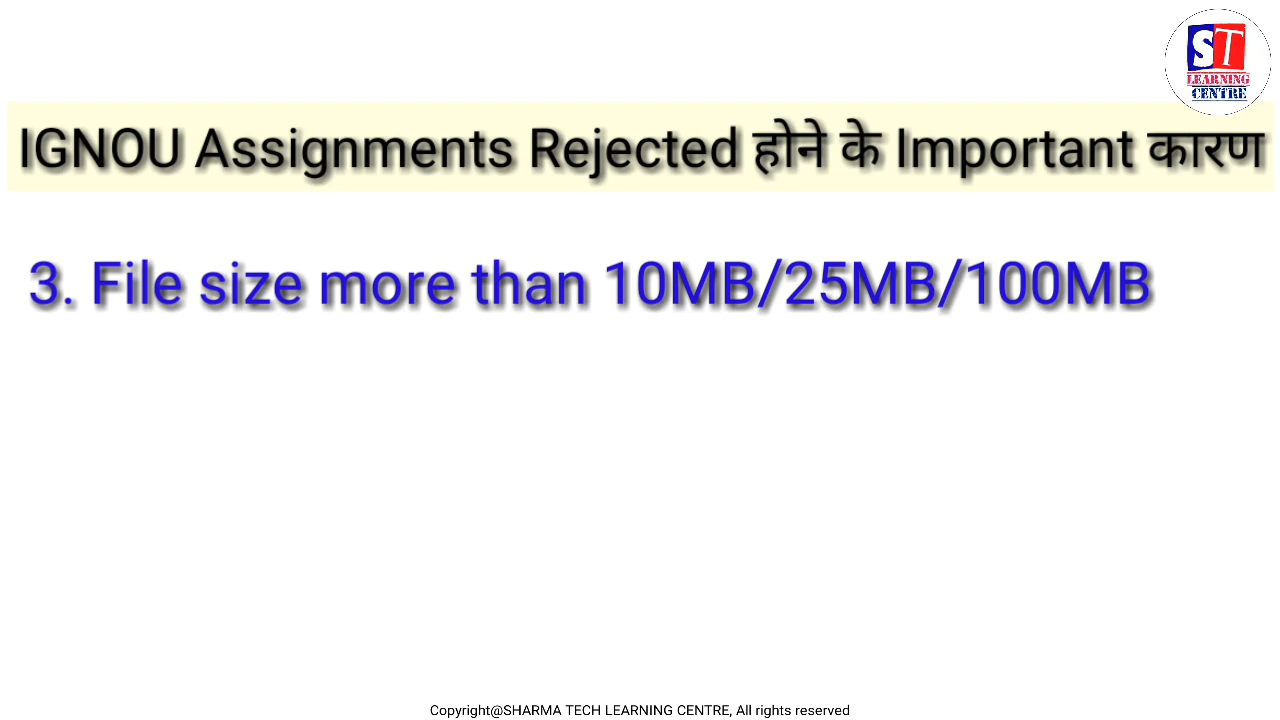 ST
LEARNING
CENTRE
IGNOU Assignments Rejected होने के Important कारण
3. File size more than 10MB/25MB/100MB
Copyright@SHARMA TECH LEARNING CENTRE, All rights reserved